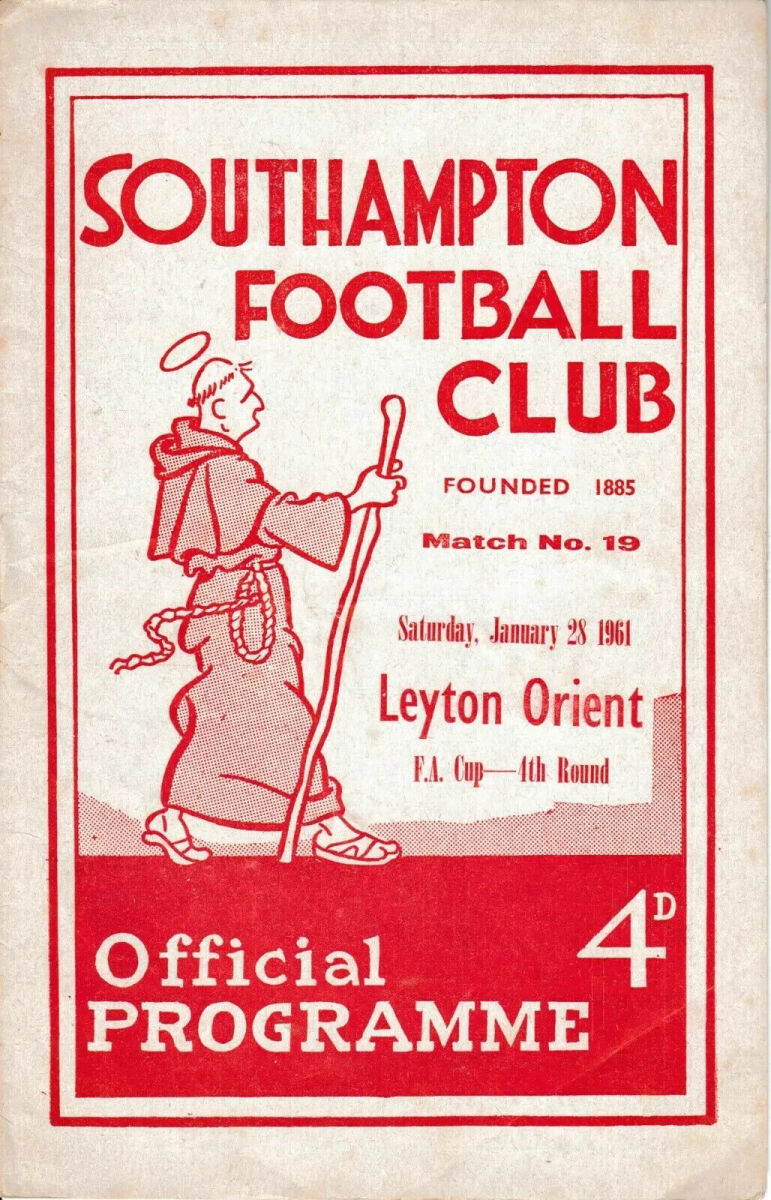 SOUTHAMPTON
FOOTBALL
CLUB
FOUNDED 1885
Match No. 19
Saturday, January 28 1961
Leyton Orient
F.A. Cup—4th Round
4D
Official
PROGRAMME